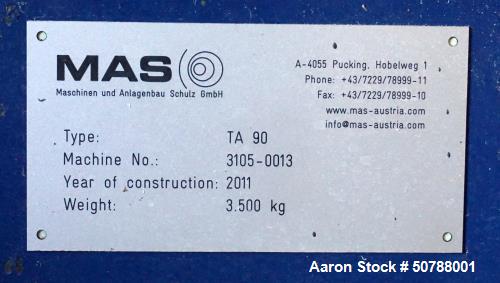 MAS
Maschinen und Anlagenbau Schulz GmbH
A-4055 Pucking, Hobelweg 1
Phone: +43/7229/78999-11
Fax: +43/7229/78999-10
www.mas-austria.com
info@mas-austria.com
Type: TA 90
Machine No.: 3105-0013
Year of construction: 2011
Weight: 3.500 kg
Aaron Stock # 50788001